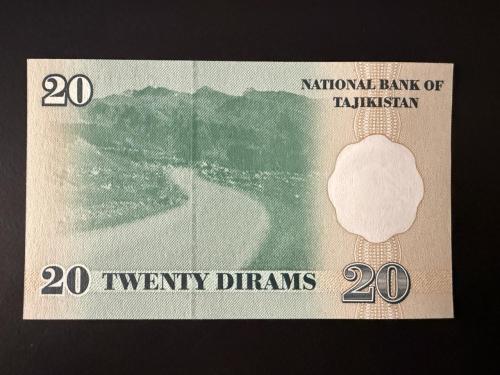 20
NATIONAL BANK OF
TAJIKISTAN
20 TWENTY DIRAMS 20